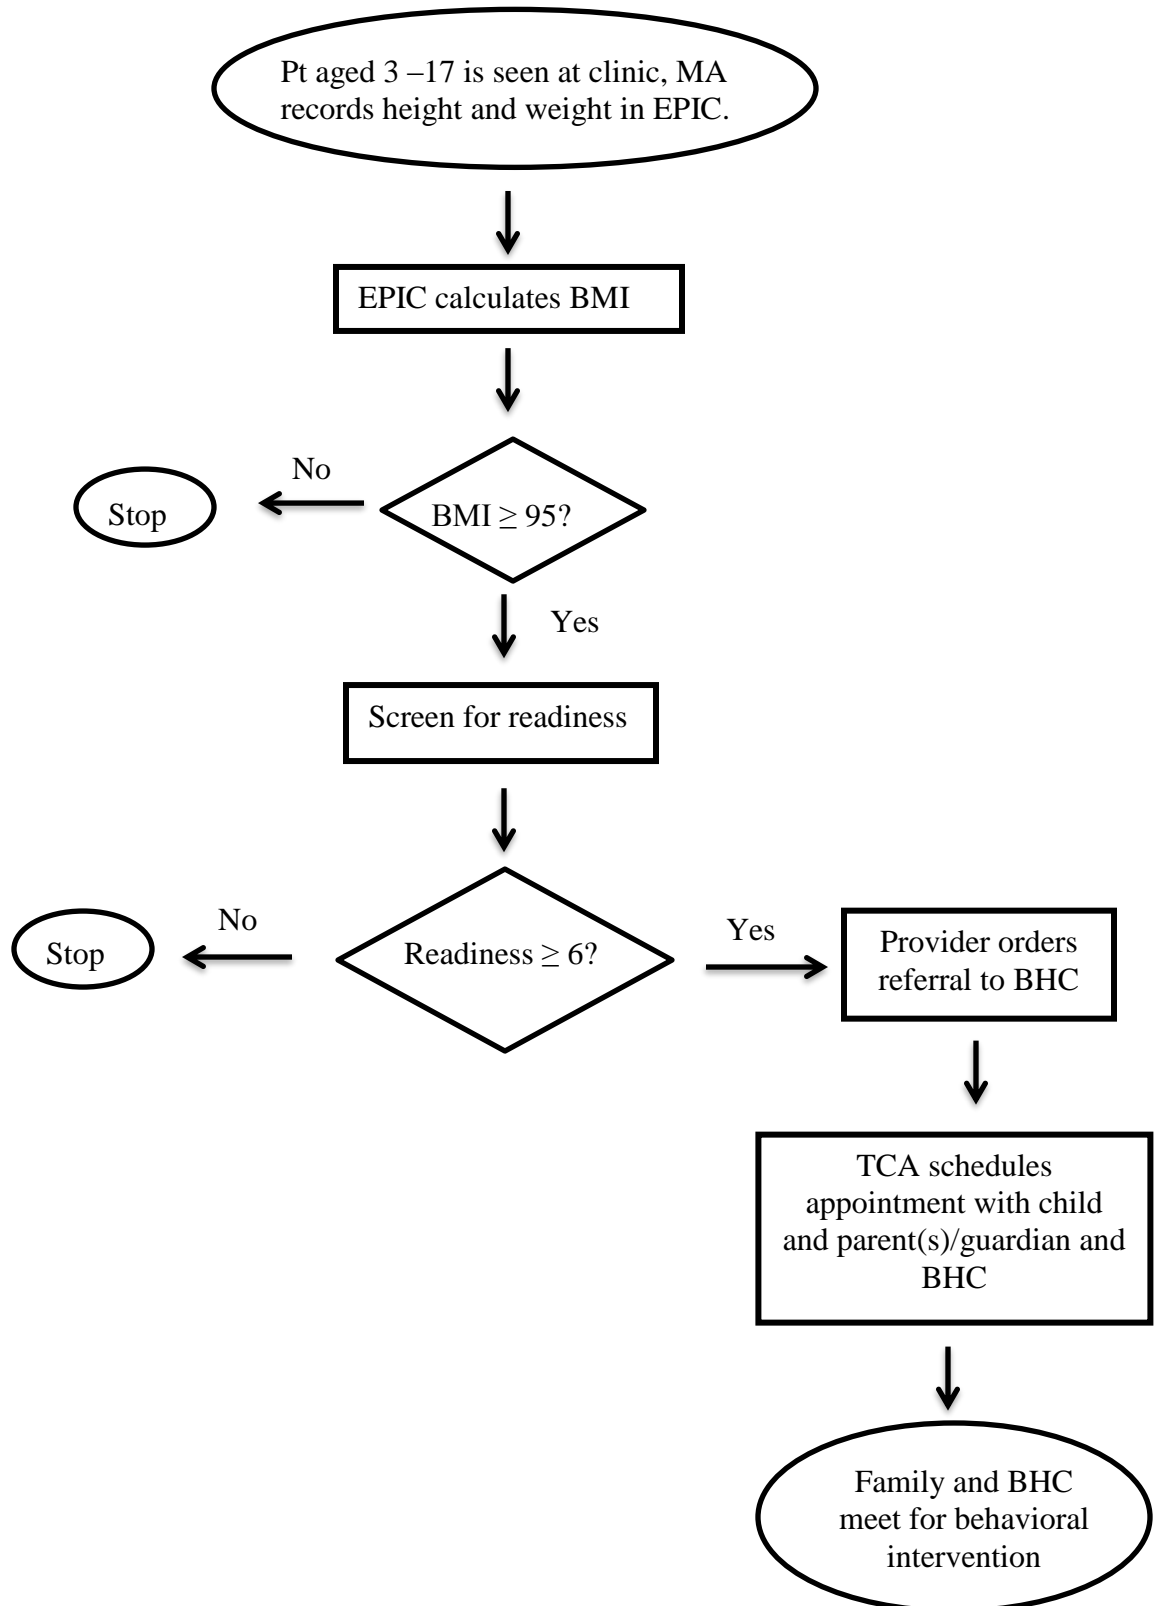 Pt aged 3 –17 is seen at clinic, MA
records height and weight in EPIC.
EPIC calculates BMI
No
Stop
BMI ≥ 95?
Yes
Screen for readiness
No
Stop
Readiness ≥ 6?
Yes
Provider orders
referral to BHC
TCA schedules
appointment with child
and parent(s)/guardian and
BHC
Family and BHC
meet for behavioral
intervention